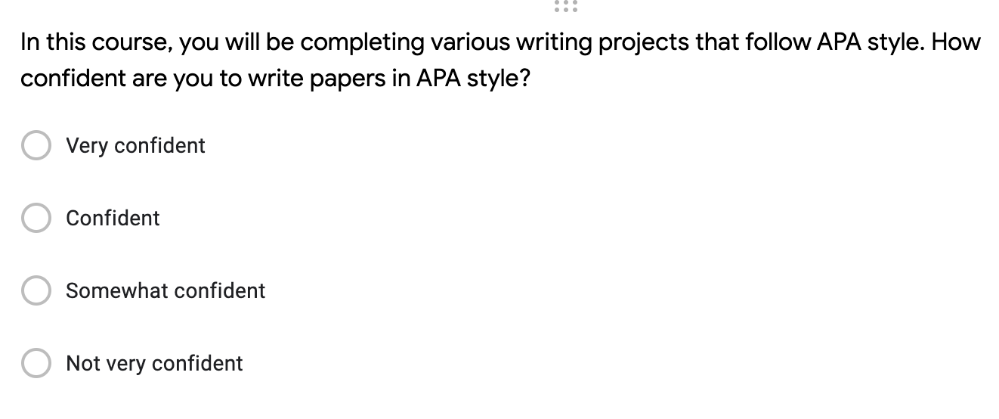 In this course, you will be completing various writing projects that follow APA style. How
confident are you to write papers in APA style?
Very confident
Confident
Somewhat confident
Not very confident